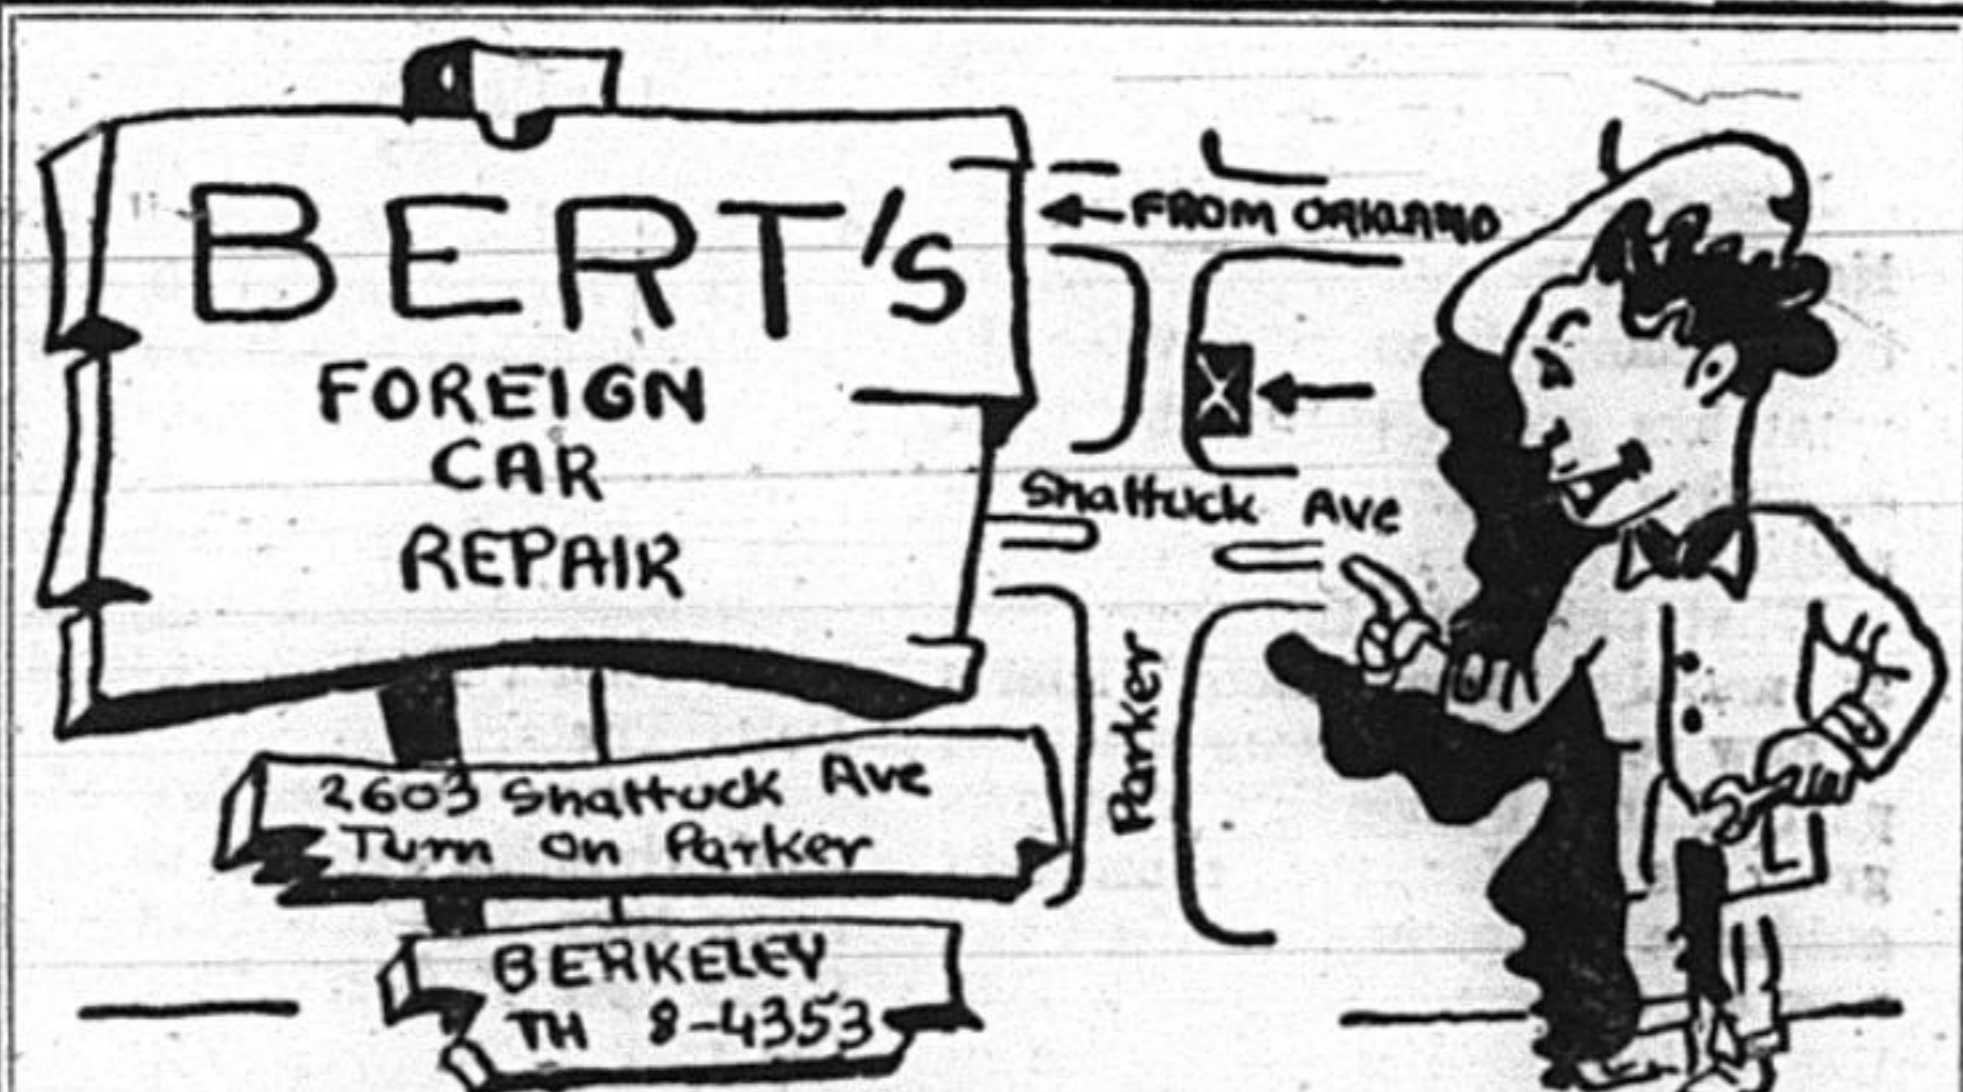 BERT's
FOREIGN
CAR
REPAIR
2603 Shattuck Ave
Turn on Parker
BERKELEY
TH 8-4353
FROM OAKLAND
Shattuck Ave
Parker